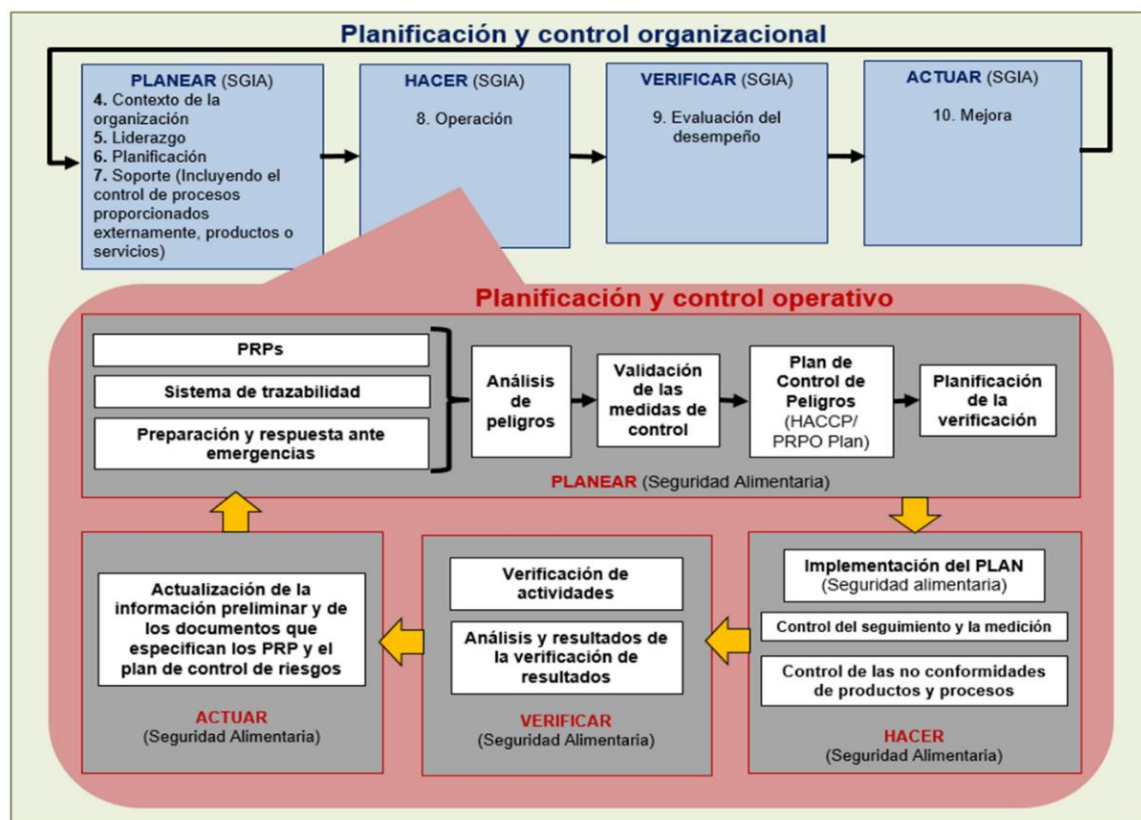 Planificación y control organizacional
PLANEAR (SGIA)
4. Contexto de la
organización
5. Liderazgo
6. Planificación
7. Soporte (Incluyendo el
control de procesos
proporcionados
externamente, productos o
servicios)
HACER (SGIA)
8. Operación
VERIFICAR (SGIA)
9. Evaluación del
desempeño
ACTUAR (SGIA)
10. Mejora
Planificación y control operativo
PRPs
Sistema de trazabilidad
Preparación y respuesta ante
emergencias
Análisis
de
peligros
Validación
de las
medidas de
control
Plan de
Control de
Peligros
(HACCP/
PRPO Plan)
Planificación
de la
verificación
PLANEAR (Seguridad Alimentaria)
Implementación del PLAN
(Seguridad alimentaria)
Control del seguimiento y la medición
Control de las no conformidades
de productos y procesos
HACER
(Seguridad Alimentaria)
Verificación de
actividades
Análisis y resultados de
la verificación de
resultados
VERIFICAR
(Seguridad Alimentaria)
Actualización de la
información preliminar y de
los documentos que
especifican los PRP y el
plan de control de riesgos
ACTUAR
(Seguridad Alimentaria)